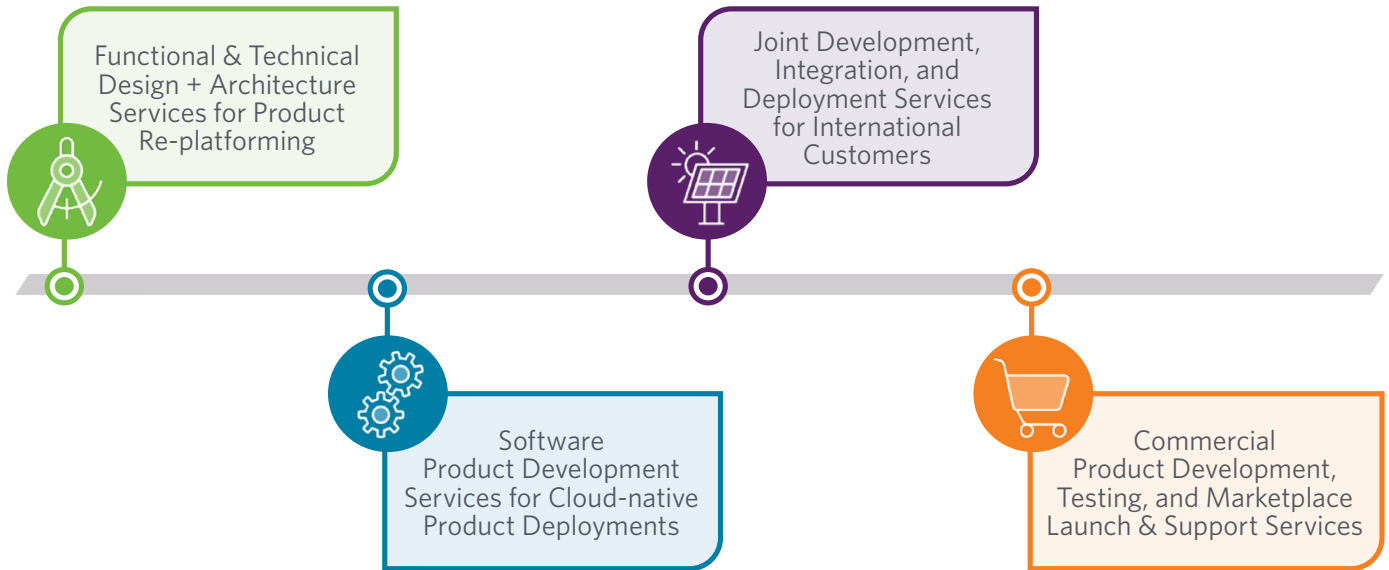 Functional & Technical
Design + Architecture
Services for Product
Re-platforming
Software
Product Development
Services for Cloud-native
Product Deployments
Joint Development,
Integration, and
Deployment Services
for International
Customers
Commercial
Product Development,
Testing, and Marketplace
Launch & Support Services